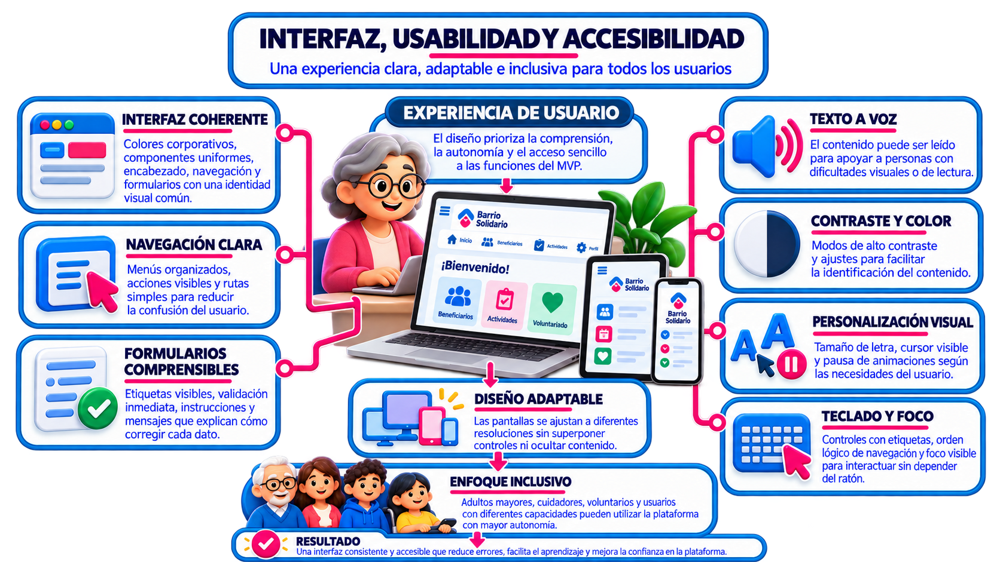 INTERFAZ, USABILIDAD Y ACCESIBILIDAD
Una experiencia clara, adaptable e inclusiva para todos los usuarios
INTERFAZ COHERENTE
Colores corporativos,
componentes uniformes,
encabezado, navegación y
formularios con una identidad
visual común.
NAVEGACIÓN CLARA
Menús organizados,
acciones visibles y rutas
simples para reducir
la confusión del usuario.
FORMULARIOS
COMPRENSIBLES
Etiquetas visibles, validación
inmediata, instrucciones y
mensajes que explican cómo
corregir cada dato.
EXPERIENCIA DE USUARIO
El diseño prioriza la comprensión,
la autonomía y el acceso sencillo
a las funciones del MVP.
Barrio
Solidario
Inicio
Beneficiarios
Actividades
Perfil
¡Bienvenido!
Beneficiarios
Actividades
Voluntariado
Barrio
Solidario
Barrio
Solidario
DISEÑO ADAPTABLE
Las pantallas se ajustan a diferentes
resoluciones sin superponer
controles ni ocultar contenido.
TEXTO A VOZ
El contenido puede ser leído
para apoyar a personas con
dificultades visuales o de lectura.
CONTRASTE Y COLOR
Modos de alto contraste
y ajustes para facilitar
la identificación del contenido.
PERSONALIZACIÓN VISUAL
Tamaño de letra, cursor visible
y pausa de animaciones según
las necesidades del usuario.
TECLADO Y FOCO
Controles con etiquetas, orden
lógico de navegación y foco visible
para interactuar sin depender
del ratón.
ENFOQUE INCLUSIVO
Adultos mayores, cuidadores, voluntarios y usuarios
con diferentes capacidades pueden utilizar la plataforma
con mayor autonomía.
RESULTADO
Una interfaz consistente y accesible que reduce errores, facilita el aprendizaje y mejora la confianza en la plataforma.